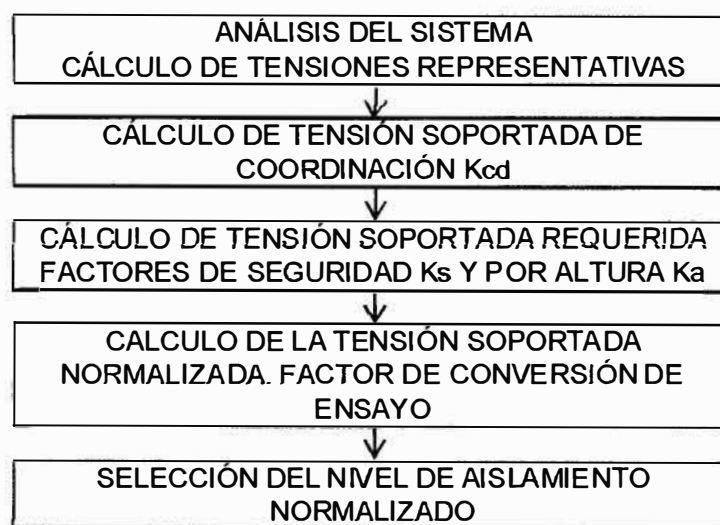 ANÁLISIS DEL SISTEMA
CÁLCULO DE TENSIONES REPRESENTATIVAS
CÁLCULO DE TENSIÓN SOPORTADA DE
COORDINACIÓN Kcd
CÁLCULO DE TENSIÓN SOPORTADA REQUERIDA
FACTORES DE SEGURIDAD Ks Y POR ALTURA Ka
CALCULO DE LA TENSIÓN SOPORTADA
NORMALIZADA. FACTOR DE CONVERSIÓN DE
ENSAYO
SELECCIÓN DEL NIVEL DE AISLAMIENTO
NORMALIZADO